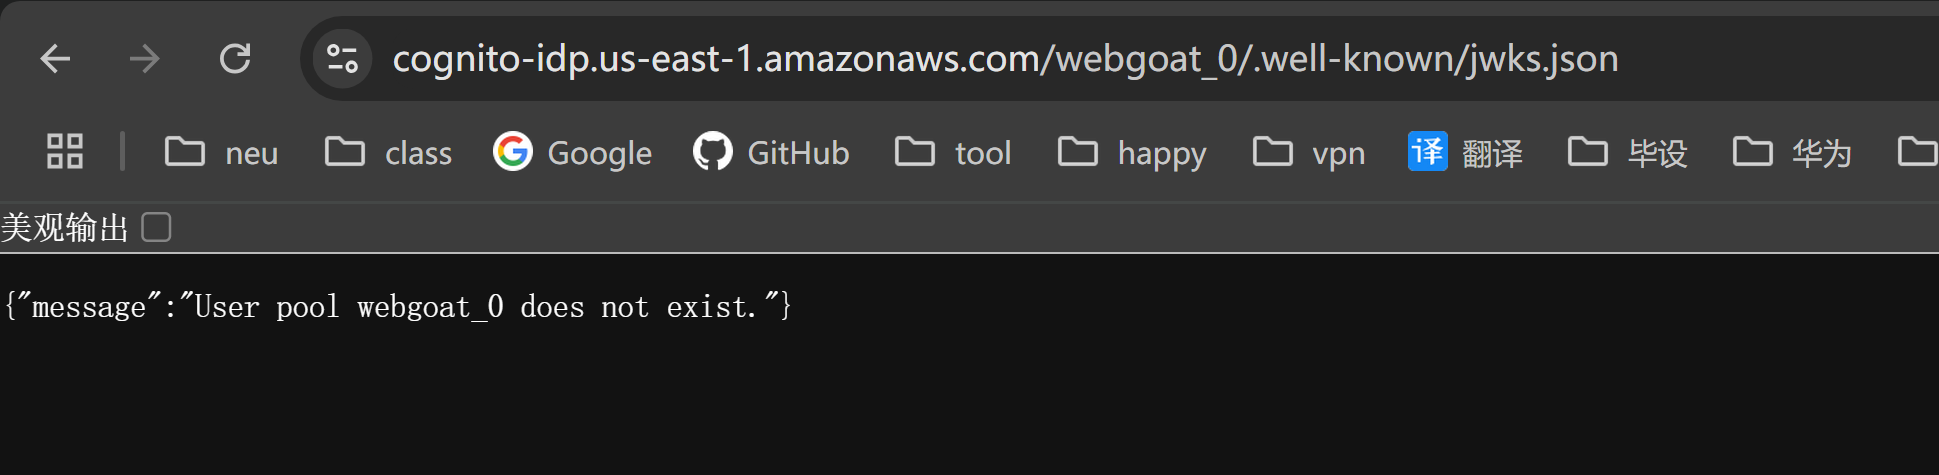 cognito-idp.us-east-1.amazonaws.com/webgoat_0/.well-known/jwks.json
neu class Google GitHub tool happy vpn 译 翻译 毕设 华为
美观输出
{"message":"User pool webgoat_0 does not exist."}